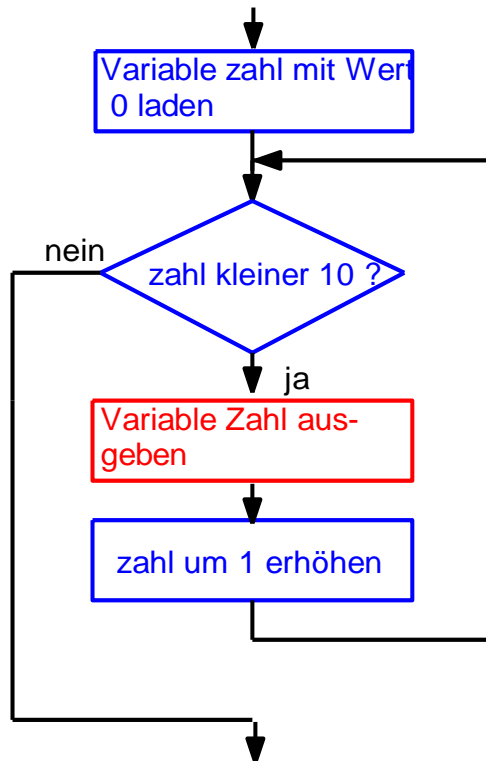 Variable zahl mit Wert
0 laden
nein
zahl kleiner 10 ?
ja
Variable Zahl aus-
geben
zahl um 1 erhöhen